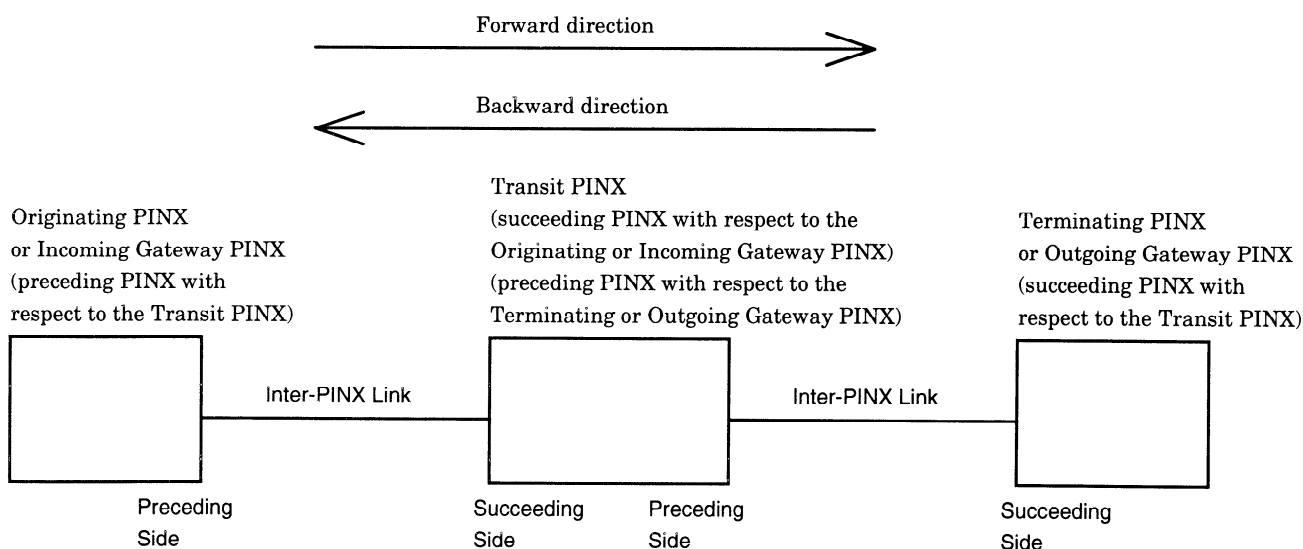 Forward direction
Backward direction
Originating PINX
or Incoming Gateway PINX
(preceding PINX with
respect to the Transit PINX)
Transit PINX
(succeeding PINX with respect to the
Originating or Incoming Gateway PINX)
(preceding PINX with respect to the
Terminating or Outgoing Gateway PINX)
Terminating PINX
or Outgoing Gateway PINX
(succeeding PINX with
respect to the Transit PINX)
Inter-PINX Link
Inter-PINX Link
Preceding
Side
Succeeding
Side
Preceding
Side
Succeeding
Side